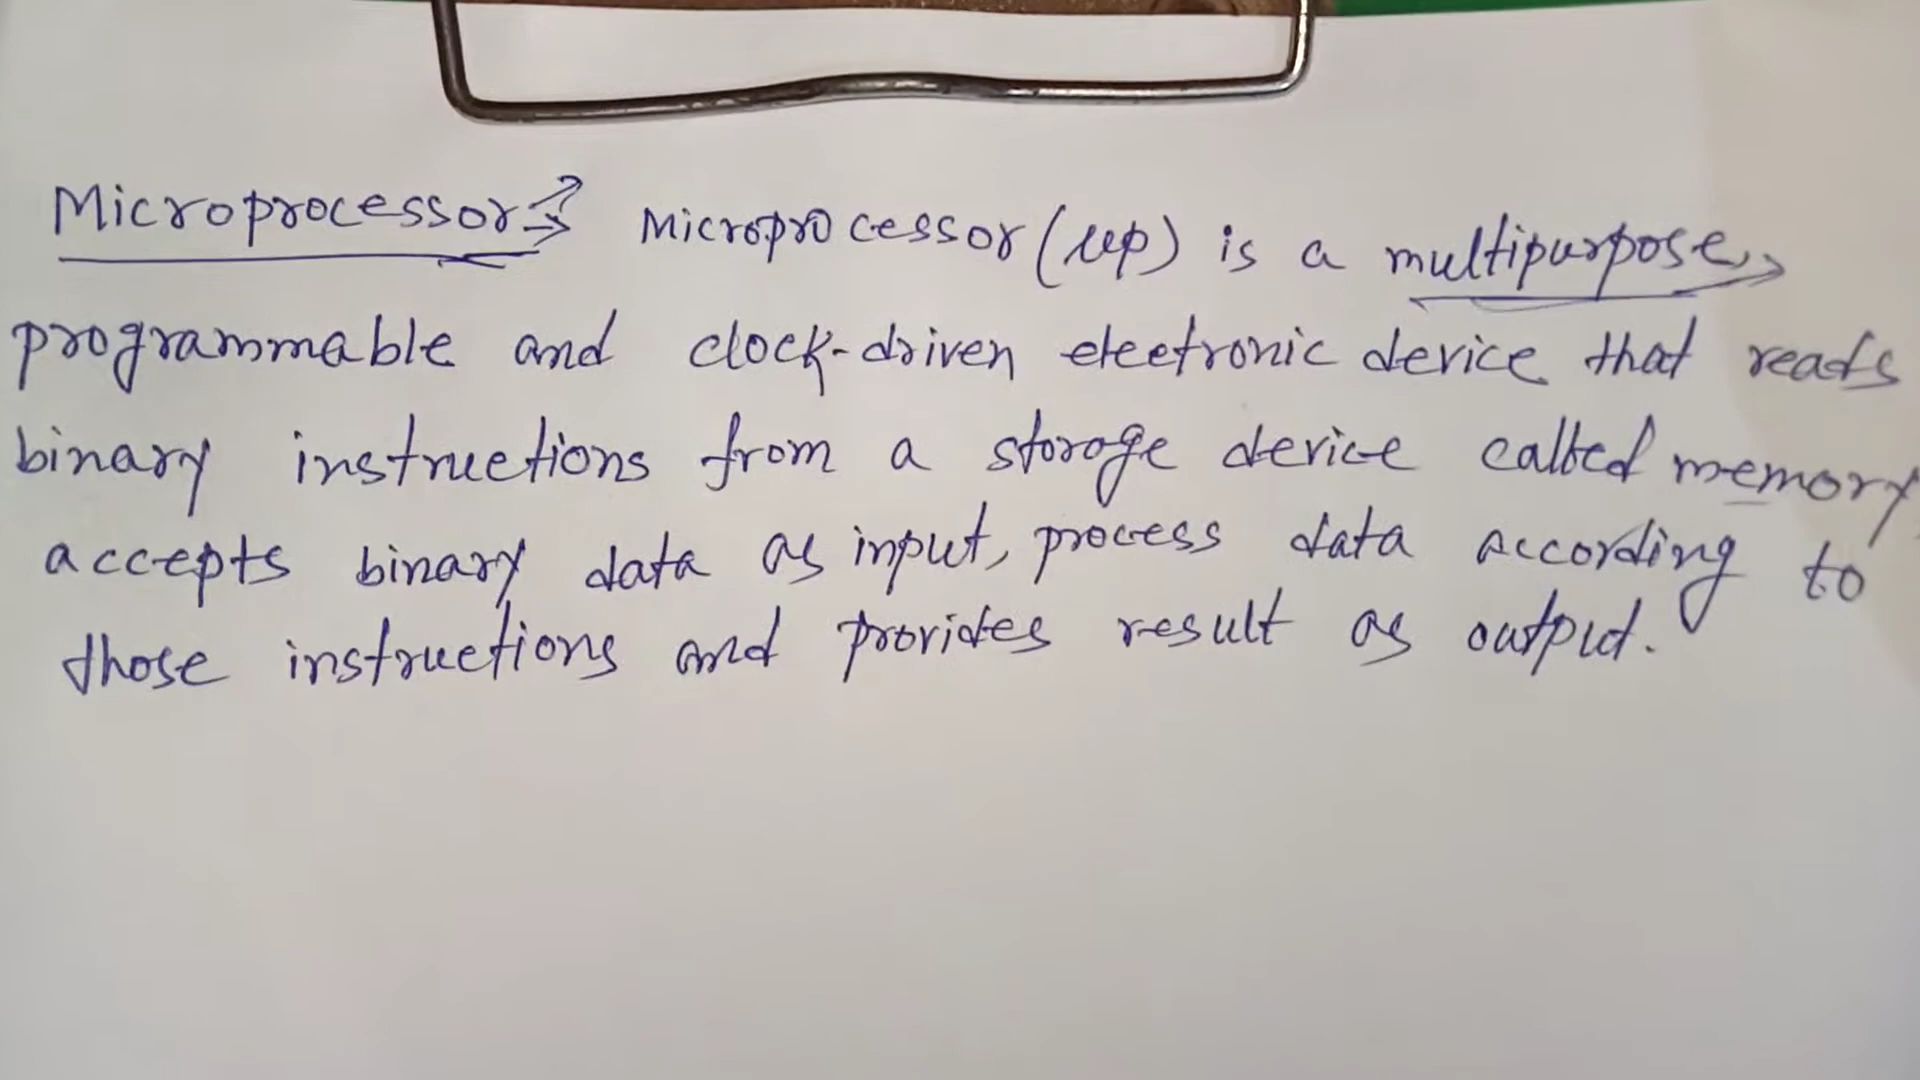 Microprocessor→ Microprocessor (μp) is a multipurpose,
programmable and clock-driven electronic device that reads
binary instructions from a storage device called memory
accepts binary data as input, process data according to
those instructions and provides result as output.